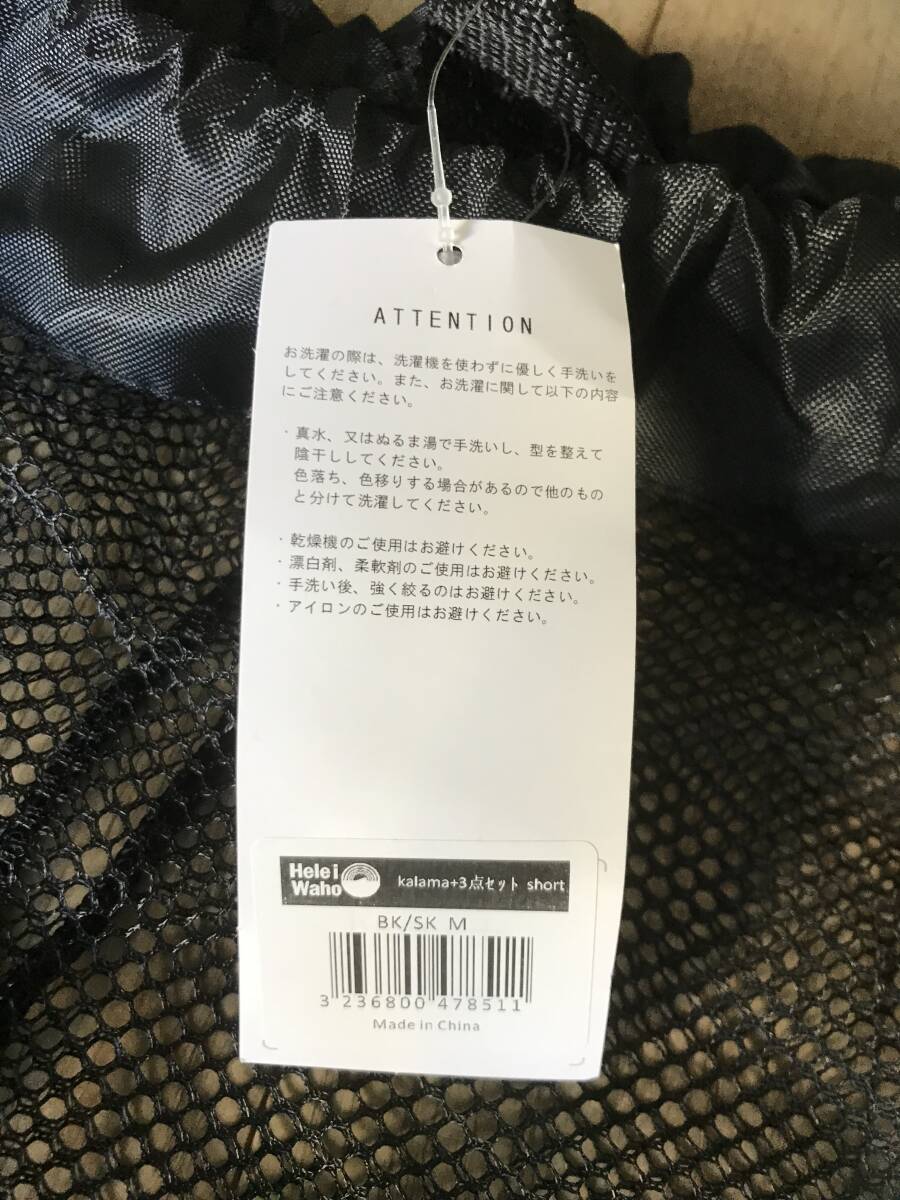 ATTENTION
お洗濯の際は、洗濯機を使わずに優しく手洗いを
してください。また、お洗濯に関して以下の内容
にご注意ください。
・真水、又はぬるま湯で手洗いし、型を整えて
陰干ししてください。
色落ち、色移りする場合があるので他のもの
と分けて洗濯してください。
・乾燥機のご使用はお避けください。
・漂白剤、柔軟剤のご使用はお避けください。
・手洗い後、強く絞るのはお避けください。
・アイロンのご使用はお避けください。
Helei
Waho
kalama+3点セット short
BK/SK M
3 236800 478511
Made in China